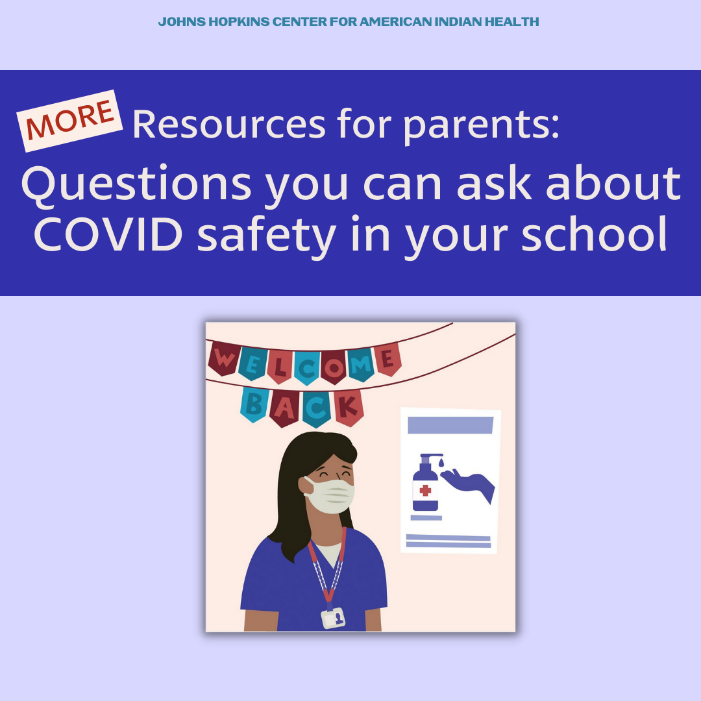 JOHNS HOPKINS CENTER FOR AMERICAN INDIAN HEALTH
MORE Resources for parents:
Questions you can ask about
COVID safety in your school
WELCOME
BACK